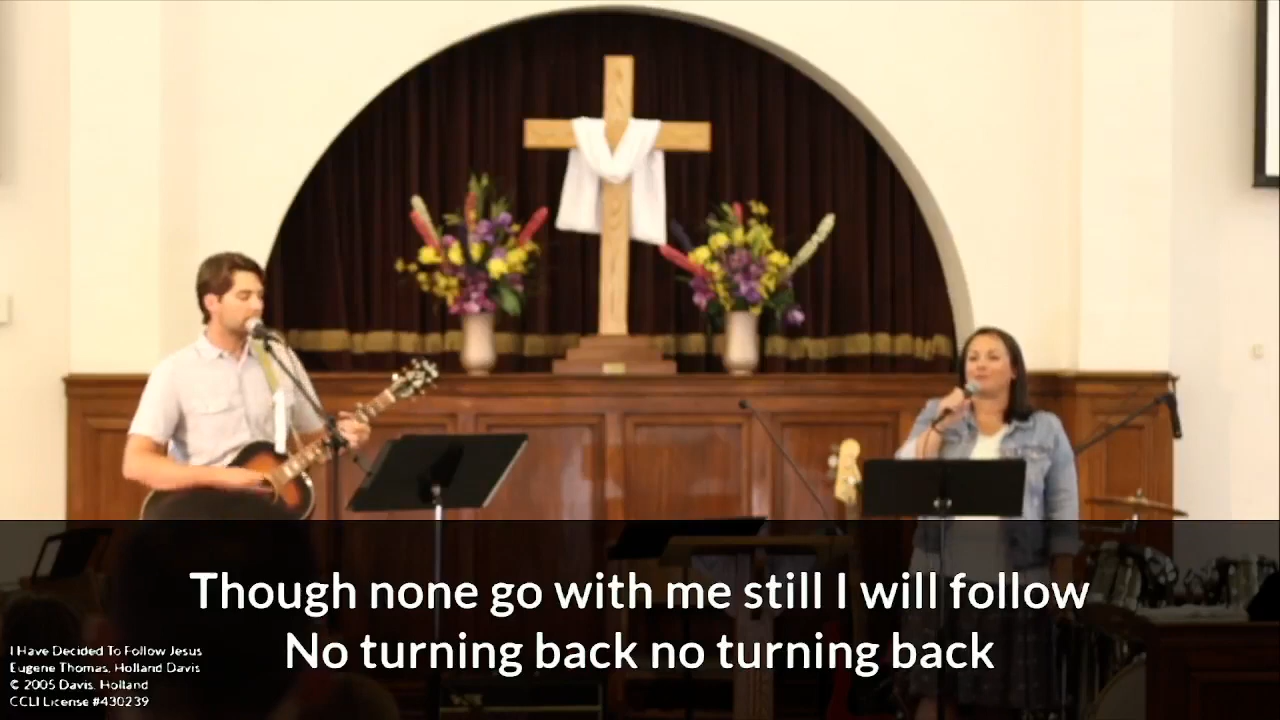 Though none go with me still I will follow
No turning back no turning back
I Have Decided To Follow Jesus
Eugene Thomas, Holland Davis
© 2005 Davis, Holland
CCLI License #430239